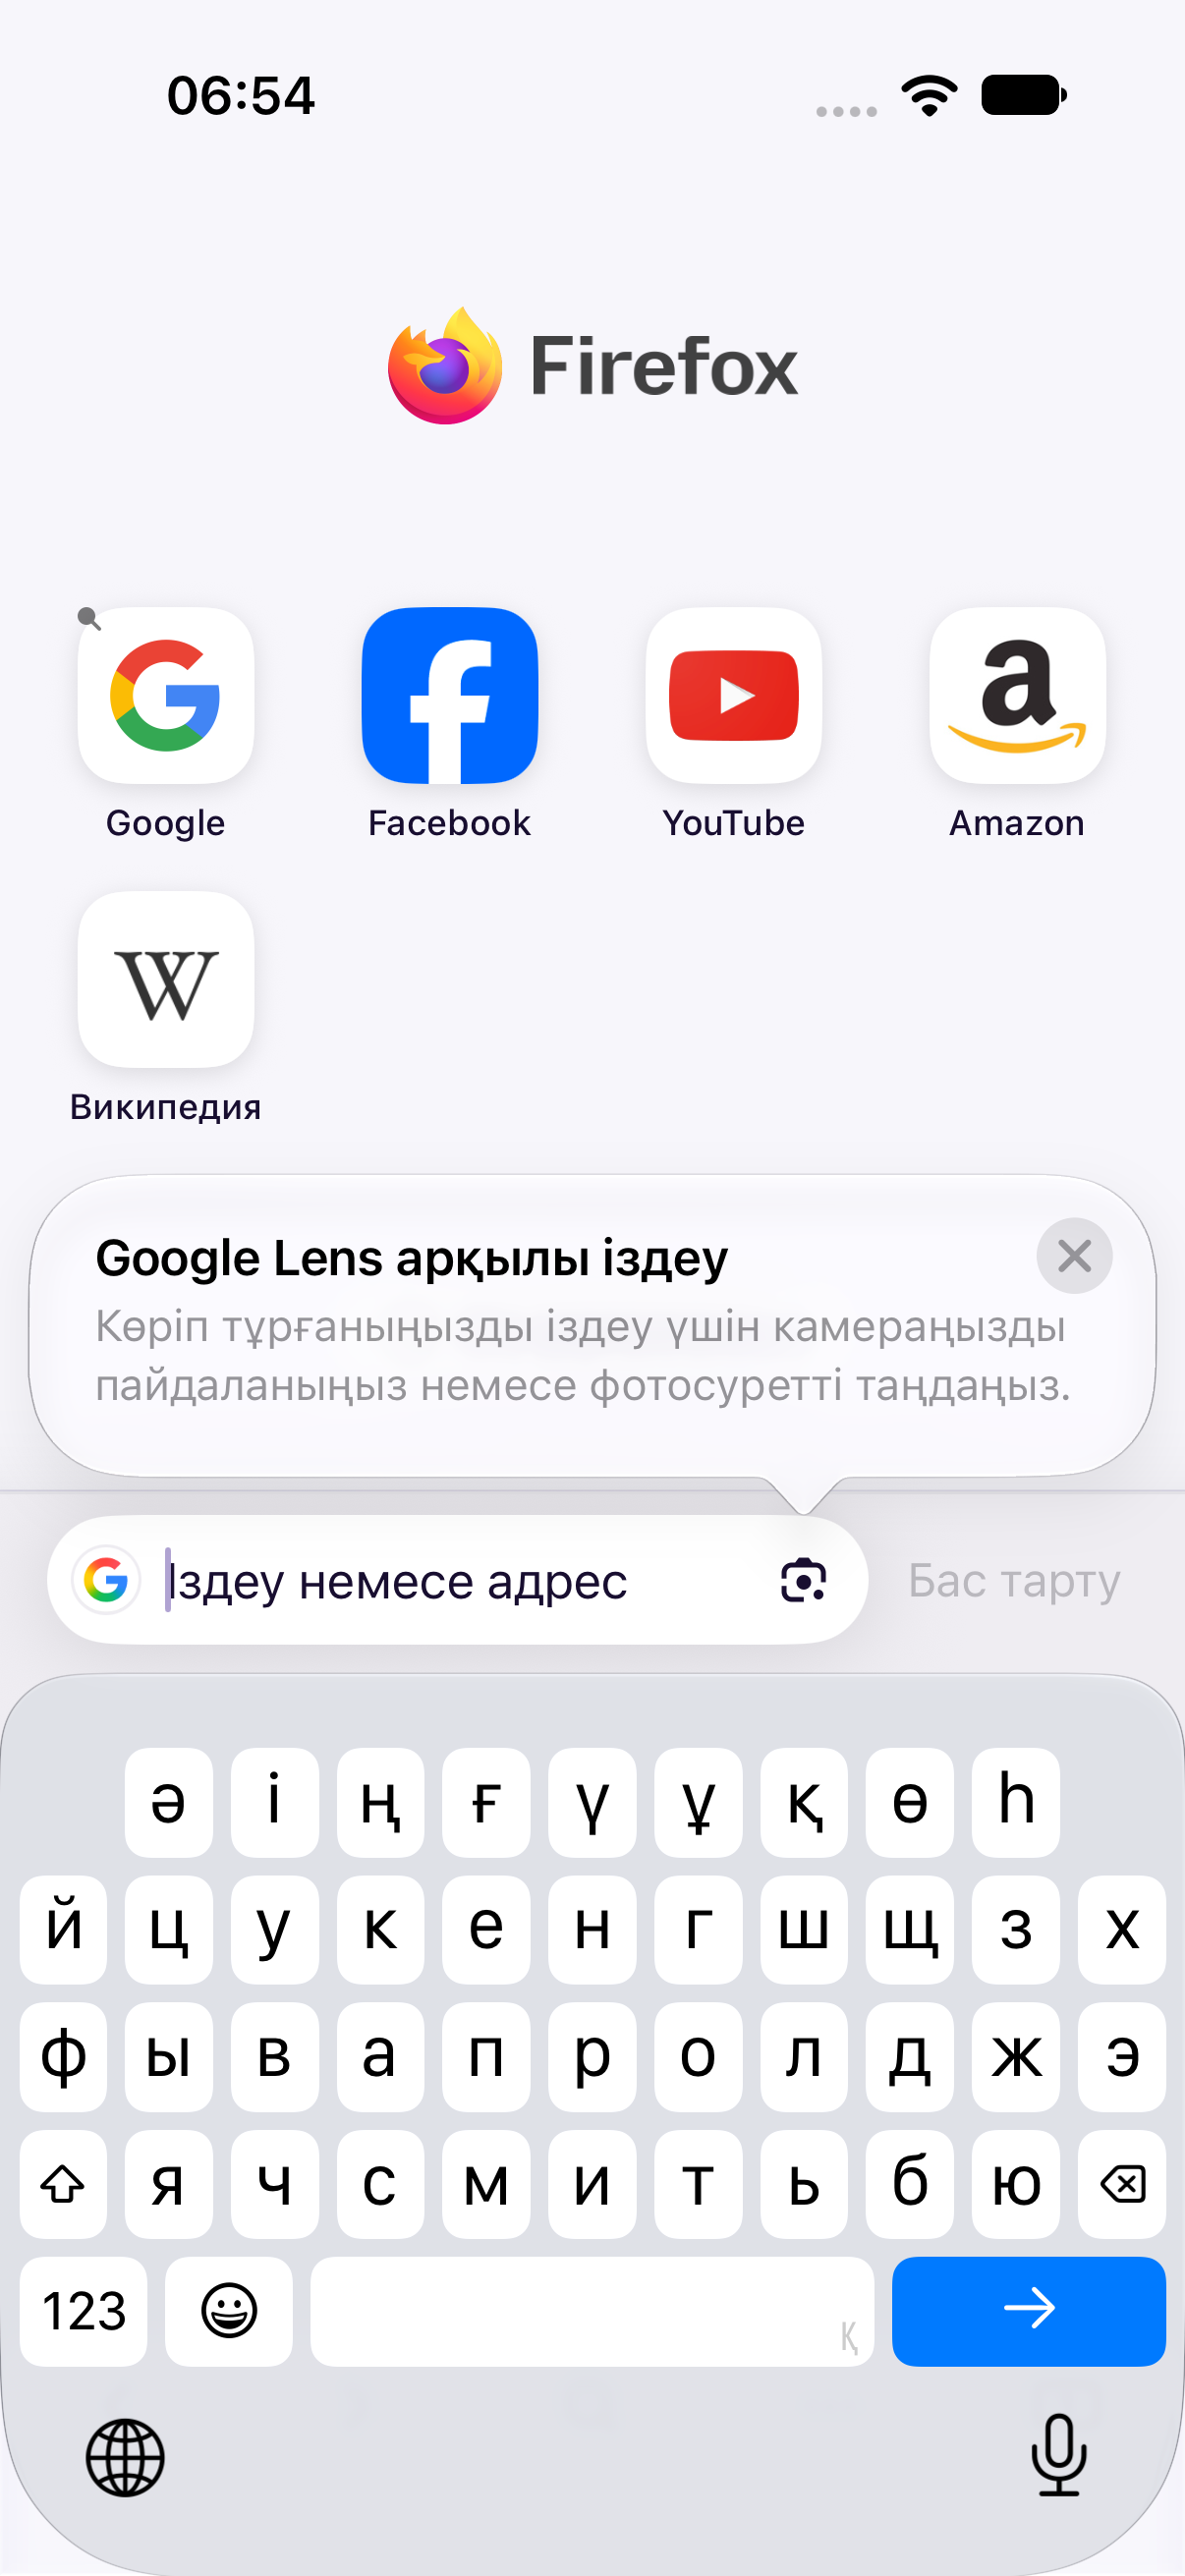 06:54
Firefox
Google Facebook YouTube Amazon
Википедия
Google Lens арқылы іздеу
Көріп тұрғаныңызды іздеу үшін камераңызды
пайдаланыңыз немесе фотосуретті таңдаңыз.
Іздеу немесе адрес Бас тарту
ә і ң ғ ү ұ қ ө һ
й ц у к е н г ш щ з х
ф ы в а п р о л д ж э
я ч с м и т ь б ю
123 Қ